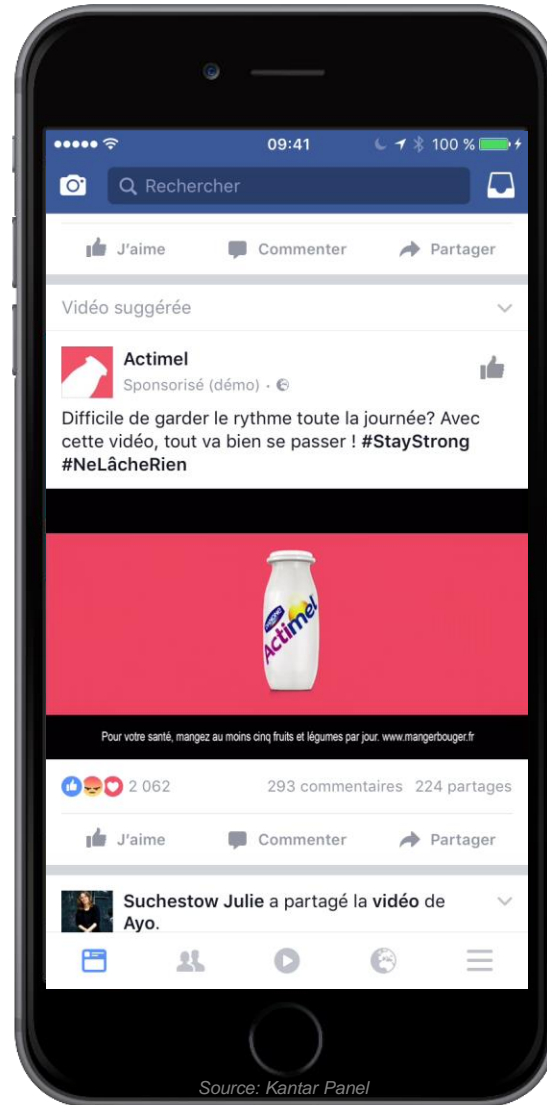 09:41
100 %
Rechercher
J'aime
Commenter
Partager
Vidéo suggérée
Actimel
Sponsorisé (démo) ·
Difficile de garder le rythme toute la journée? Avec
cette vidéo, tout va bien se passer ! #StayStrong
#NeLâcheRien
DANONE
Actimel
Pour votre santé, mangez au moins cinq fruits et légumes par jour. www.mangerbouger.fr
2 062
293 commentaires
224 partages
J'aime
Commenter
Partager
Suchestow Julie a partagé la vidéo de
Ayo.
Source: Kantar Panel